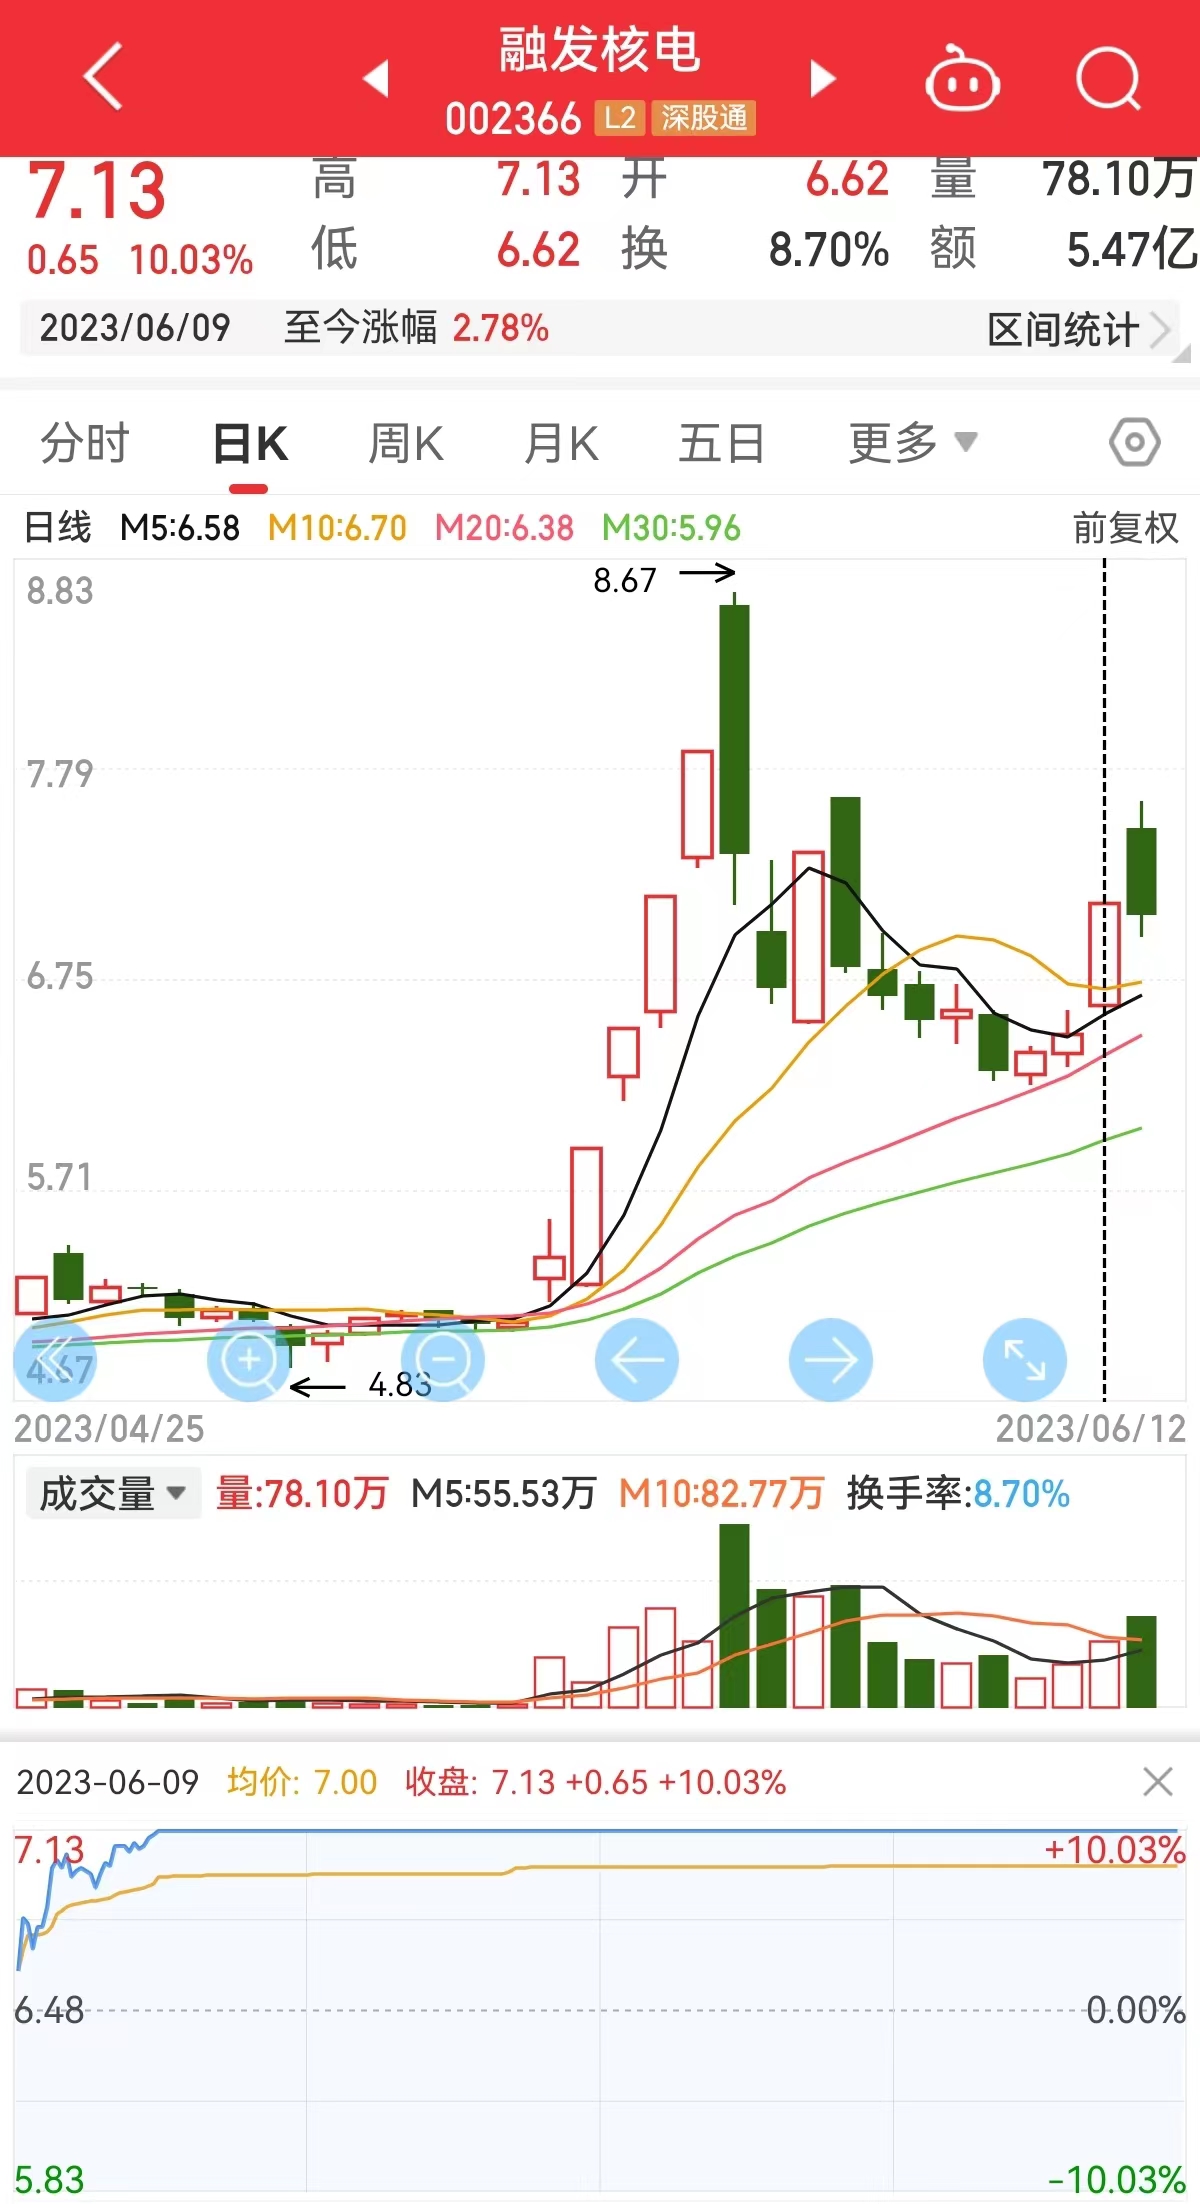 融发核电
002366 L2 深股通
7.13 高 7.13 开 6.62 量 78.10万
0.65 10.03% 低 6.62 换 8.70% 额 5.47亿
2023/06/09 至今涨幅 2.78% 区间统计
分时 日K 周K 月K 五日 更多
日线 M5:6.58 M10:6.70 M20:6.38 M30:5.96 前复权
8.83
8.67
7.79
6.75
5.71
4.67
4.83
2023/04/25 2023/06/12
成交量 量:78.10万 M5:55.53万 M10:82.77万 换手率:8.70%
2023-06-09 均价: 7.00 收盘: 7.13 +0.65 +10.03%
7.13 +10.03%
6.48 0.00%
5.83 -10.03%